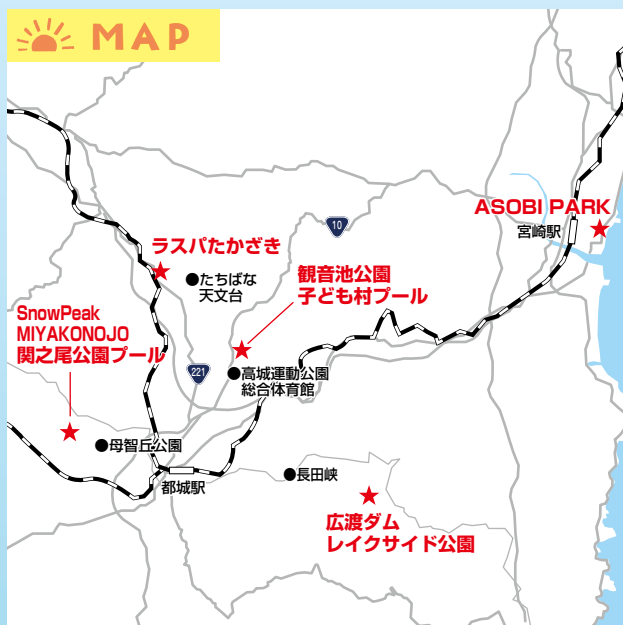 MAP
10
ASOBI PARK
宮崎駅
ラスパたかざき
たちばな
天文台
観音池公園
子ども村プール
SnowPeak
MIYAKONOJO
関之尾公園プール
221
高城運動公園
総合体育館
母智丘公園
都城駅
長田峡
広渡ダム
レイクサイド公園